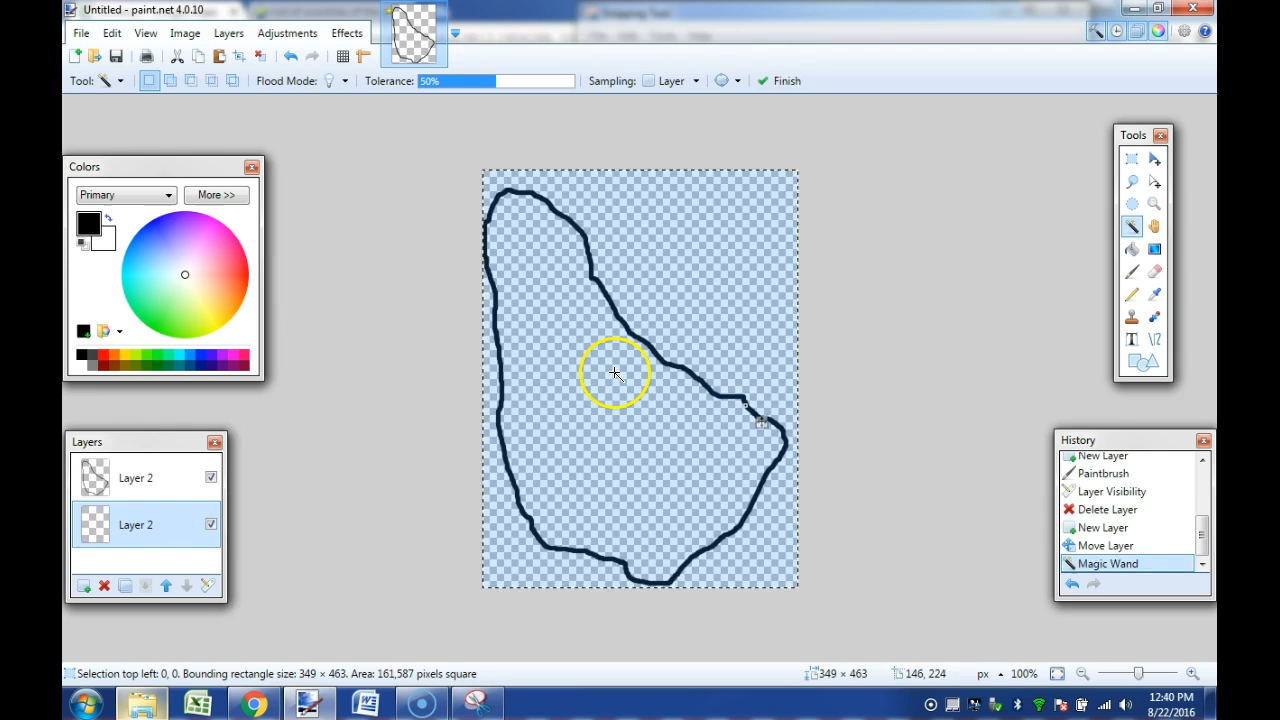 Untitled - paint.net 4.0.10
File Edit View Image Layers Adjustments Effects
Tool: Flood Mode: Tolerance: 50% Sampling: Layer Finish
Colors
Primary More >>
Tools
Layers
Layer 2
Layer 2
History
New Layer
Paintbrush
Layer Visibility
Delete Layer
New Layer
Move Layer
Magic Wand
Selection top left: 0, 0. Bounding rectangle size: 349 × 463. Area: 161,587 pixels square 349 × 463 146, 224 px 100%
12:40 PM
8/22/2016